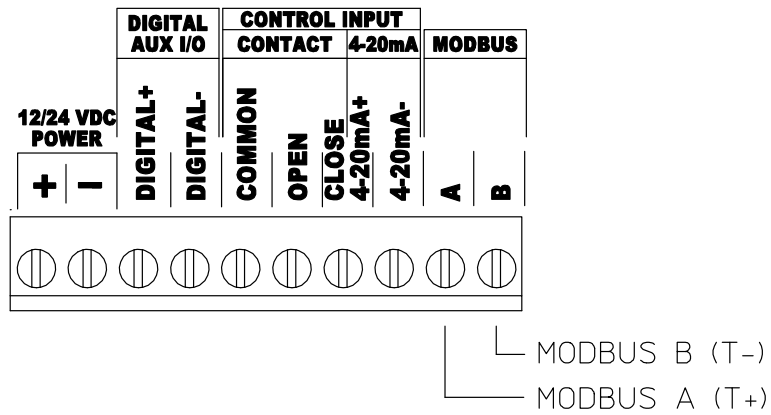 DIGITAL
AUX I/O
CONTROL INPUT
CONTACT
4-20mA
MODBUS
12/24 VDC
POWER
+
−
DIGITAL+
DIGITAL-
COMMON
OPEN
CLOSE
4-20mA+
4-20mA-
A
B
MODBUS B (T-)
MODBUS A (T+)